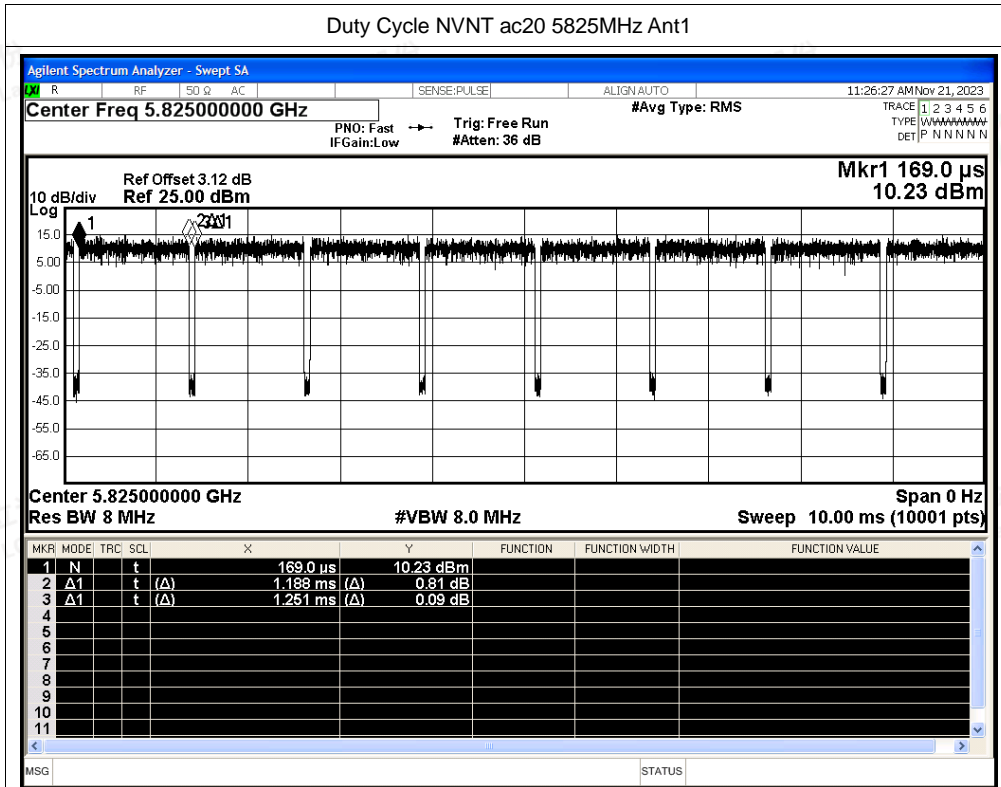 Duty Cycle NVNT ac20 5825MHz Ant1
Agilent Spectrum Analyzer - Swept SA
LXI R RF 50 Ω AC SENSE:PULSE ALIGN AUTO 11:26:27 AM Nov 21, 2023
Center Freq 5.825000000 GHz #Avg Type: RMS TRACE 1 2 3 4 5 6
PNO: Fast Trig: Free Run TYPE WWWWWW
IFGain:Low #Atten: 36 dB DET P N N N N N
Mkr1 169.0 µs
Ref Offset 3.12 dB
10 dB/div Ref 25.00 dBm 10.23 dBm
Log
1 2Δ1 3Δ1
15.0
5.00
-5.00
-15.0
-25.0
-35.0
-45.0
-55.0
-65.0
Center 5.825000000 GHz Span 0 Hz
Res BW 8 MHz #VBW 8.0 MHz Sweep 10.00 ms (10001 pts)
MKR MODE TRC SCL X Y FUNCTION FUNCTION WIDTH FUNCTION VALUE
1 N t 169.0 µs 10.23 dBm
2 Δ1 t (Δ) 1.188 ms (Δ) 0.81 dB
3 Δ1 t (Δ) 1.251 ms (Δ) 0.09 dB
4
5
6
7
8
9
10
11
MSG STATUS